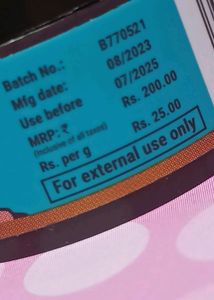 Batch No.: B770521
Mfg date: 08/2023
Use before 07/2025
MRP: ₹ Rs. 200.00
(inclusive of all taxes)
Rs. per g Rs. 25.00
For external use only